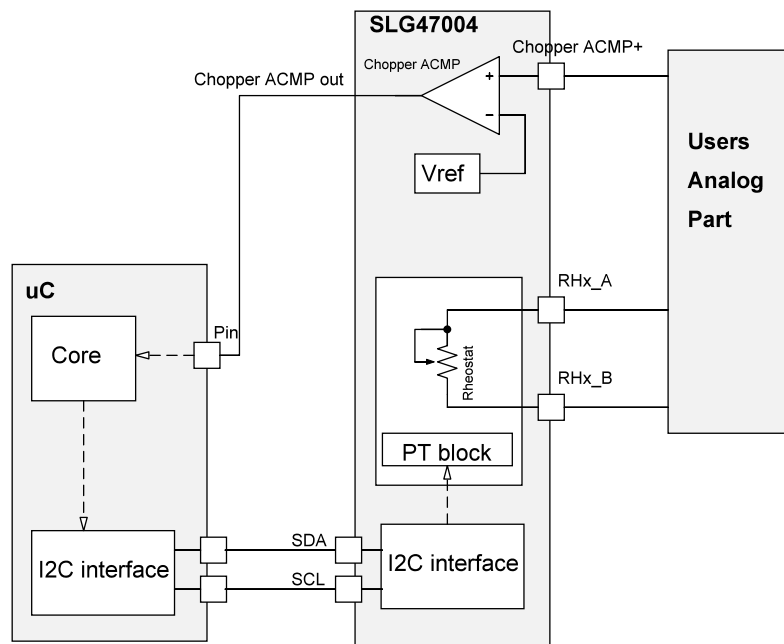 SLG47004
Chopper ACMP+
Chopper ACMP
Chopper ACMP out
Vref
Users
Analog
Part
uC
RHx_A
Pin
Core
Rheostat
RHx_B
PT block
SDA
I2C interface
I2C interface
SCL